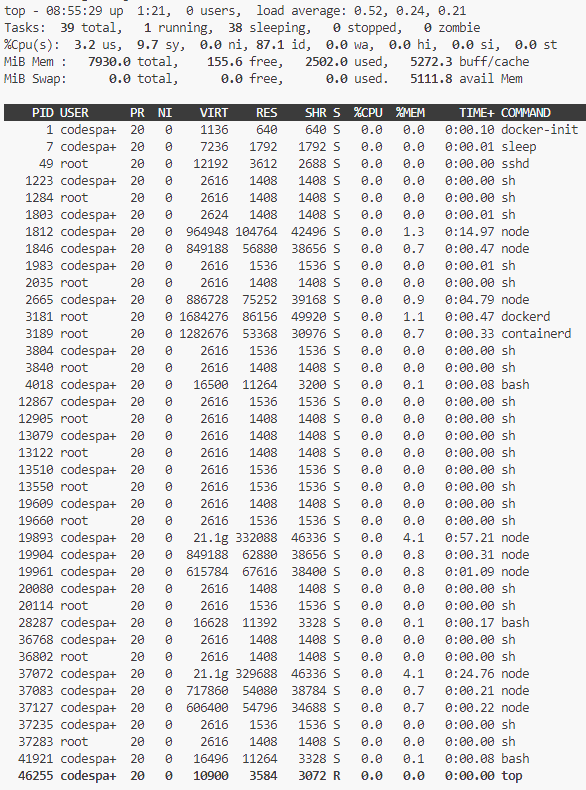 top - 08:55:29 up  1:21,  0 users,  load average: 0.52, 0.24, 0.21
Tasks:  39 total,   1 running,  38 sleeping,   0 stopped,   0 zombie
%Cpu(s):  3.2 us,  9.7 sy,  0.0 ni, 87.1 id,  0.0 wa,  0.0 hi,  0.0 si,  0.0 st
MiB Mem :   7930.0 total,    155.6 free,   2502.0 used,   5272.3 buff/cache
MiB Swap:      0.0 total,      0.0 free,      0.0 used.   5111.8 avail Mem
PID USER      PR  NI    VIRT    RES    SHR S  %CPU  %MEM     TIME+ COMMAND
1 codespa+  20   0    1136    640    640 S   0.0   0.0   0:00.10 docker-init
7 codespa+  20   0    7236   1792   1792 S   0.0   0.0   0:00.01 sleep
49 root      20   0   12192   3612   2688 S   0.0   0.0   0:00.00 sshd
1223 codespa+  20   0    2616   1408   1408 S   0.0   0.0   0:00.00 sh
1284 root      20   0    2616   1408   1408 S   0.0   0.0   0:00.00 sh
1803 codespa+  20   0    2624   1408   1408 S   0.0   0.0   0:00.01 sh
1812 codespa+  20   0  964948 104764  42496 S   0.0   1.3   0:14.97 node
1846 codespa+  20   0  849188  56880  38656 S   0.0   0.7   0:00.47 node
1983 codespa+  20   0    2616   1536   1536 S   0.0   0.0   0:00.01 sh
2035 root      20   0    2616   1408   1408 S   0.0   0.0   0:00.00 sh
2665 codespa+  20   0  886728  75252  39168 S   0.0   0.9   0:04.79 node
3181 root      20   0 1684276  86156  49920 S   0.0   1.1   0:00.47 dockerd
3189 root      20   0 1282676  53368  30976 S   0.0   0.7   0:00.33 containerd
3804 codespa+  20   0    2616   1536   1536 S   0.0   0.0   0:00.00 sh
3840 root      20   0    2616   1408   1408 S   0.0   0.0   0:00.00 sh
4018 codespa+  20   0   16500  11264   3200 S   0.0   0.1   0:00.08 bash
12867 codespa+  20   0    2616   1536   1536 S   0.0   0.0   0:00.00 sh
12905 root      20   0    2616   1408   1408 S   0.0   0.0   0:00.00 sh
13079 codespa+  20   0    2616   1408   1408 S   0.0   0.0   0:00.00 sh
13122 root      20   0    2616   1408   1408 S   0.0   0.0   0:00.00 sh
13510 codespa+  20   0    2616   1536   1536 S   0.0   0.0   0:00.00 sh
13550 root      20   0    2616   1536   1536 S   0.0   0.0   0:00.00 sh
19609 codespa+  20   0    2616   1408   1408 S   0.0   0.0   0:00.00 sh
19660 root      20   0    2616   1536   1536 S   0.0   0.0   0:00.00 sh
19893 codespa+  20   0   21.1g 332088  46336 S   0.0   4.1   0:57.21 node
19904 codespa+  20   0  849188  62880  38656 S   0.0   0.8   0:00.31 node
19961 codespa+  20   0  615784  67616  38400 S   0.0   0.8   0:01.09 node
20080 codespa+  20   0    2616   1408   1408 S   0.0   0.0   0:00.00 sh
20114 root      20   0    2616   1536   1536 S   0.0   0.0   0:00.00 sh
28287 codespa+  20   0   16628  11392   3328 S   0.0   0.1   0:00.17 bash
36768 codespa+  20   0    2616   1408   1408 S   0.0   0.0   0:00.00 sh
36802 root      20   0    2616   1408   1408 S   0.0   0.0   0:00.00 sh
37072 codespa+  20   0   21.1g 329688  46336 S   0.0   4.1   0:24.76 node
37083 codespa+  20   0  717860  54080  38784 S   0.0   0.7   0:00.21 node
37127 codespa+  20   0  606400  54796  34688 S   0.0   0.7   0:00.22 node
37235 codespa+  20   0    2616   1536   1536 S   0.0   0.0   0:00.00 sh
37283 root      20   0    2616   1408   1408 S   0.0   0.0   0:00.00 sh
41921 codespa+  20   0   16496  11264   3328 S   0.0   0.1   0:00.08 bash
46255 codespa+  20   0   10900   3584   3072 R   0.0   0.0   0:00.00 top